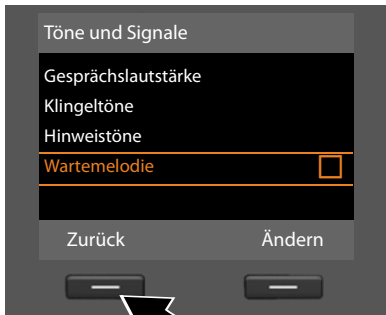 Töne und Signale
Gesprächslautstärke
Klingeltöne
Hinweistöne
Wartemelodie
Zurück Ändern